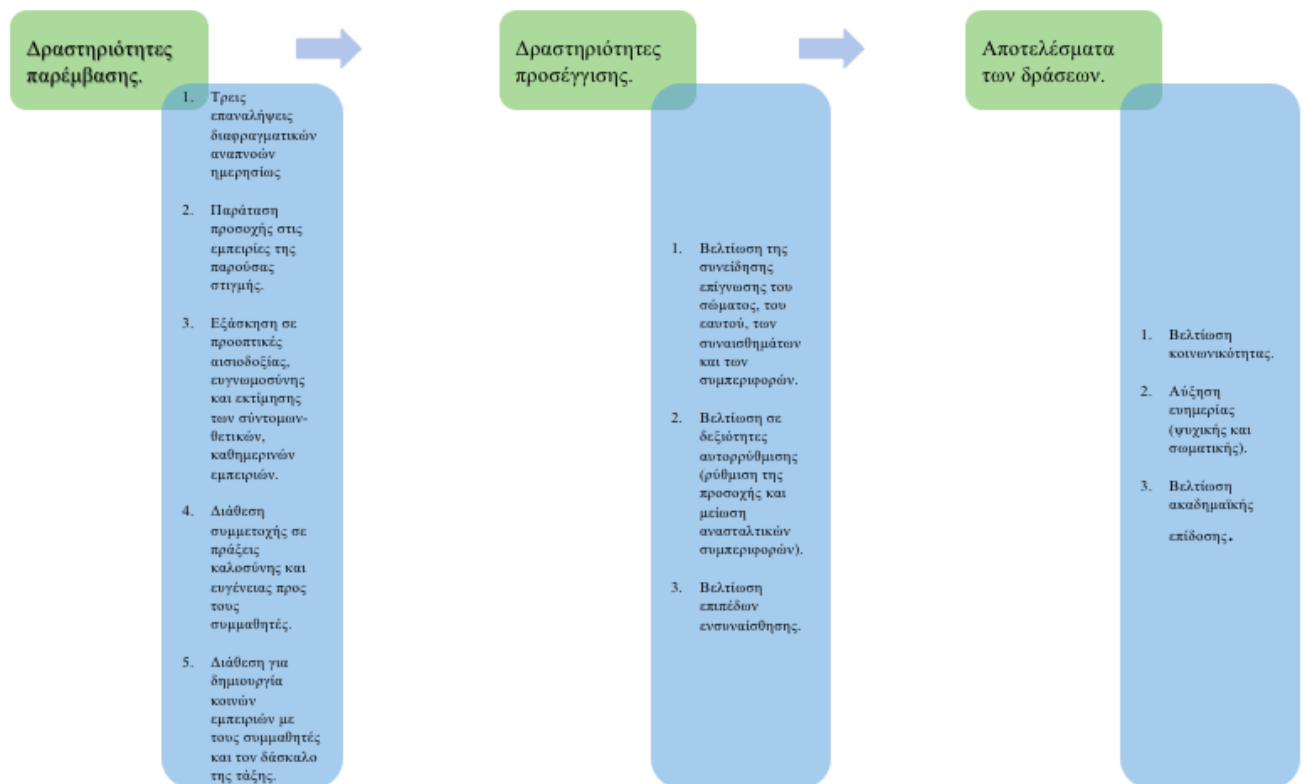 Δραστηριότητες
παρέμβασης.
1. Τρεις
επαναλήψεις
διαφραγματικών
αναπνοών
ημερησίως
2. Παράταση
προσοχής στις
εμπειρίες της
παρούσας
στιγμής.
3. Εξάσκηση σε
προοπτικές
αισιοδοξίας,
ευγνωμοσύνης
και εκτίμησης
των σύντομων-
θετικών,
καθημερινών
εμπειριών.
4. Διάθεση
συμμετοχής σε
πράξεις
καλοσύνης και
ευγένειας προς
τους
συμμαθητές.
5. Διάθεση για
δημιουργία
κοινών
εμπειριών με
τους συμμαθητές
και τον δάσκαλο
της τάξης.
Δραστηριότητες
προσέγγισης.
1. Βελτίωση της
συνείδησης
επίγνωσης του
σώματος, του
εαυτού, των
συναισθημάτων
και των
συμπεριφορών.
2. Βελτίωση σε
δεξιότητες
αυτορρύθμισης
(ρύθμιση της
προσοχής και
μείωση
ανασταλτικών
συμπεριφορών).
3. Βελτίωση
επιπέδων
ενσυναίσθησης.
Αποτελέσματα
των δράσεων.
1. Βελτίωση
κοινωνικότητας.
2. Αύξηση
ευημερίας
(ψυχικής και
σωματικής).
3. Βελτίωση
ακαδημαϊκής
επίδοσης.